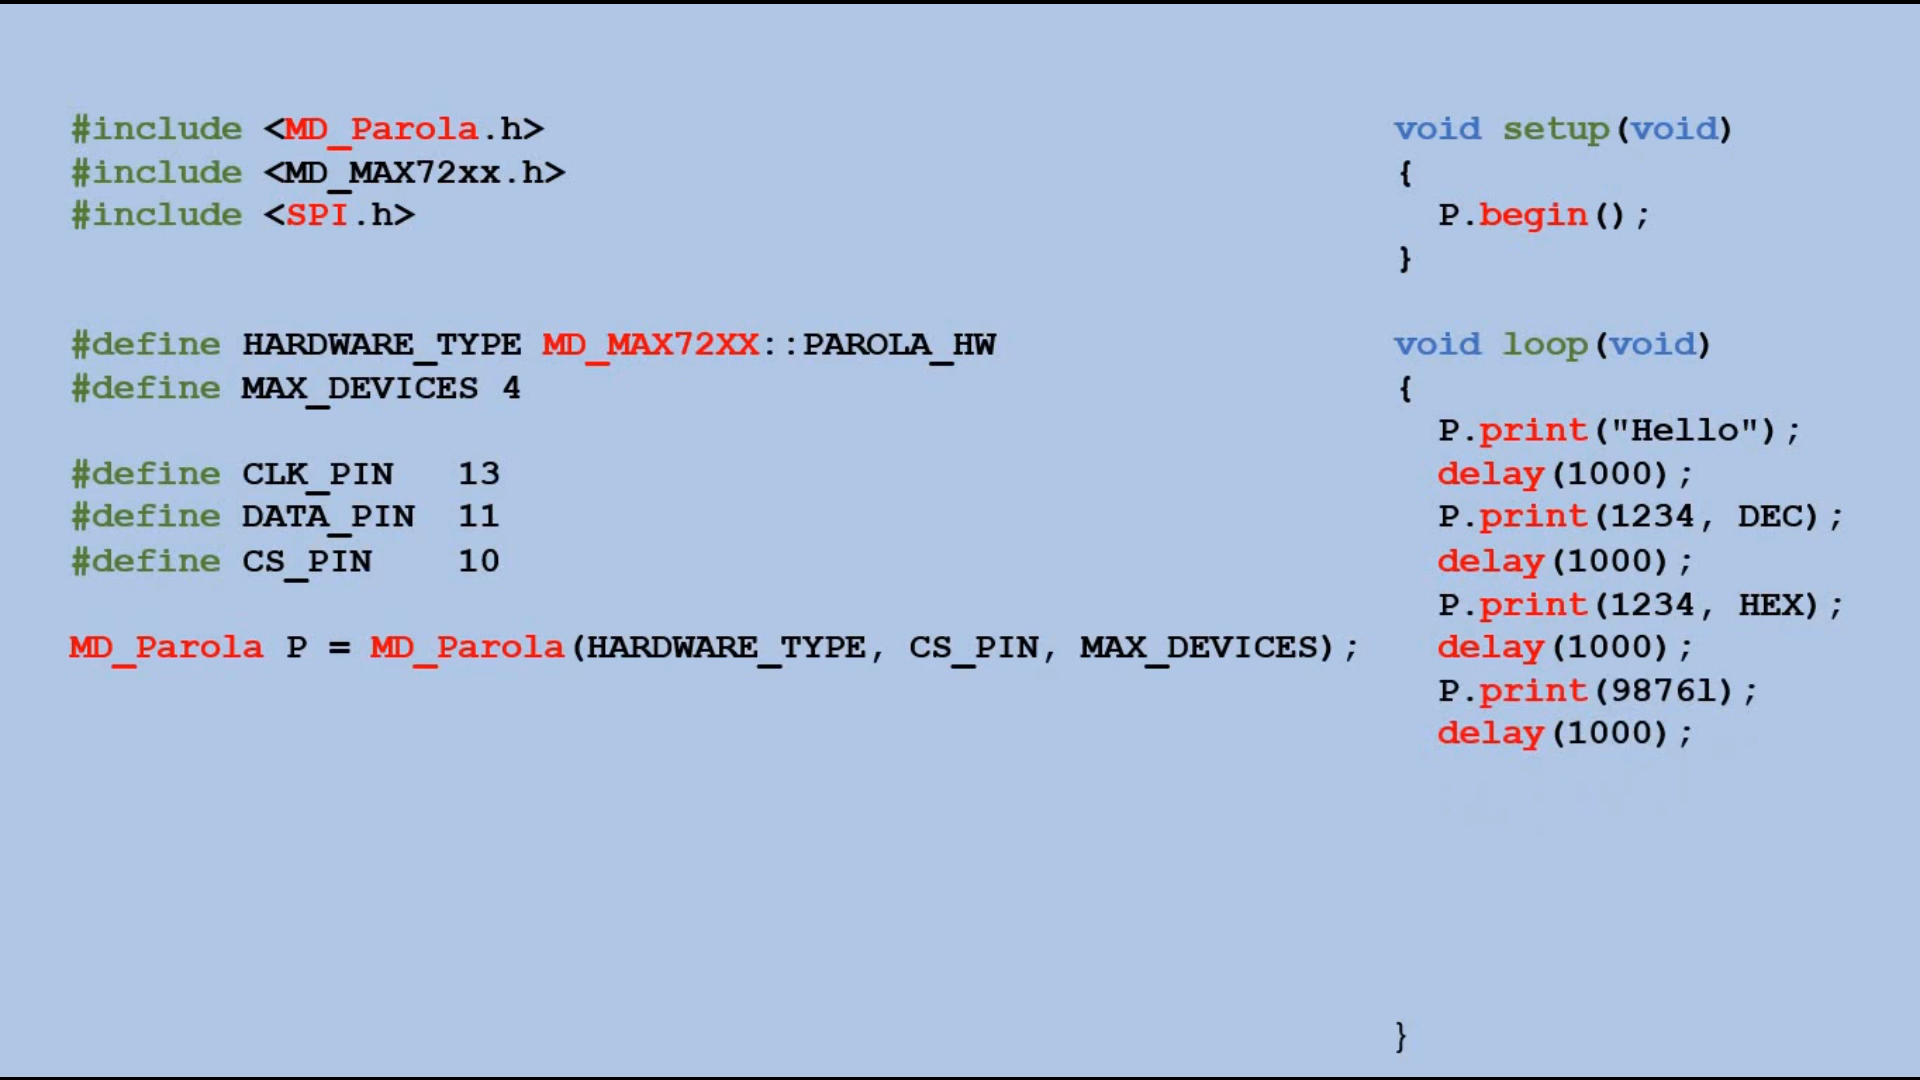 #include <MD_Parola.h>
#include <MD_MAX72xx.h>
#include <SPI.h>
#define HARDWARE_TYPE MD_MAX72XX::PAROLA_HW
#define MAX_DEVICES 4
#define CLK_PIN   13
#define DATA_PIN  11
#define CS_PIN    10
MD_Parola P = MD_Parola(HARDWARE_TYPE, CS_PIN, MAX_DEVICES);
void setup(void)
{
  P.begin();
}
void loop(void)
{
  P.print("Hello");
  delay(1000);
  P.print(1234, DEC);
  delay(1000);
  P.print(1234, HEX);
  delay(1000);
  P.print(9876l);
  delay(1000);
}